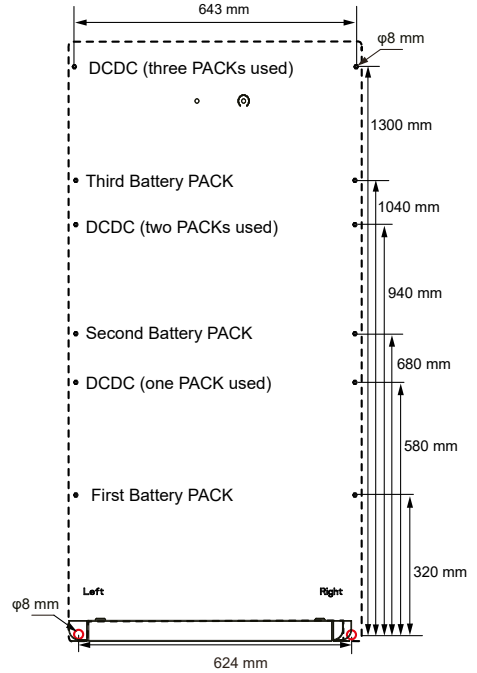 643 mm
φ8 mm
DCDC (three PACKs used)
1300 mm
Third Battery PACK
1040 mm
DCDC (two PACKs used)
940 mm
Second Battery PACK
680 mm
DCDC (one PACK used)
580 mm
First Battery PACK
320 mm
Left
Right
φ8 mm
624 mm